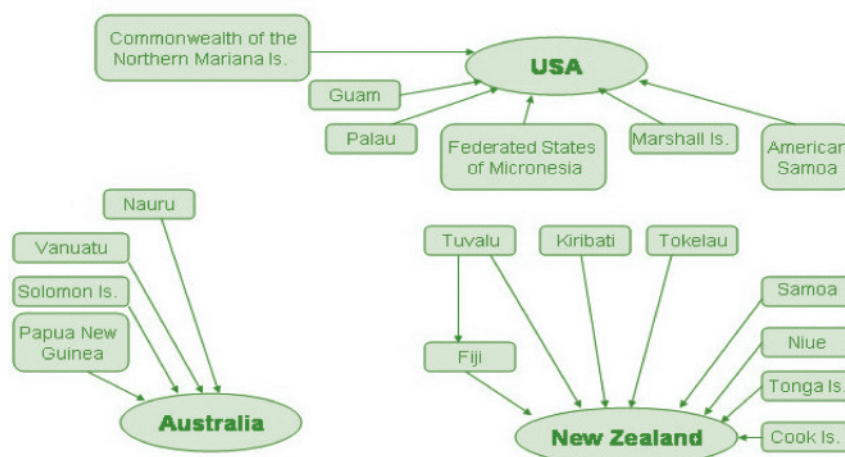 Commonwealth of the
Northern Mariana Is.
USA
Guam
Palau
Federated States
of Micronesia
Marshall Is.
American
Samoa
Nauru
Vanuatu
Solomon Is.
Papua New
Guinea
Australia
Tuvalu
Kiribati
Tokelau
Samoa
Fiji
Niue
Tonga Is.
Cook Is.
New Zealand